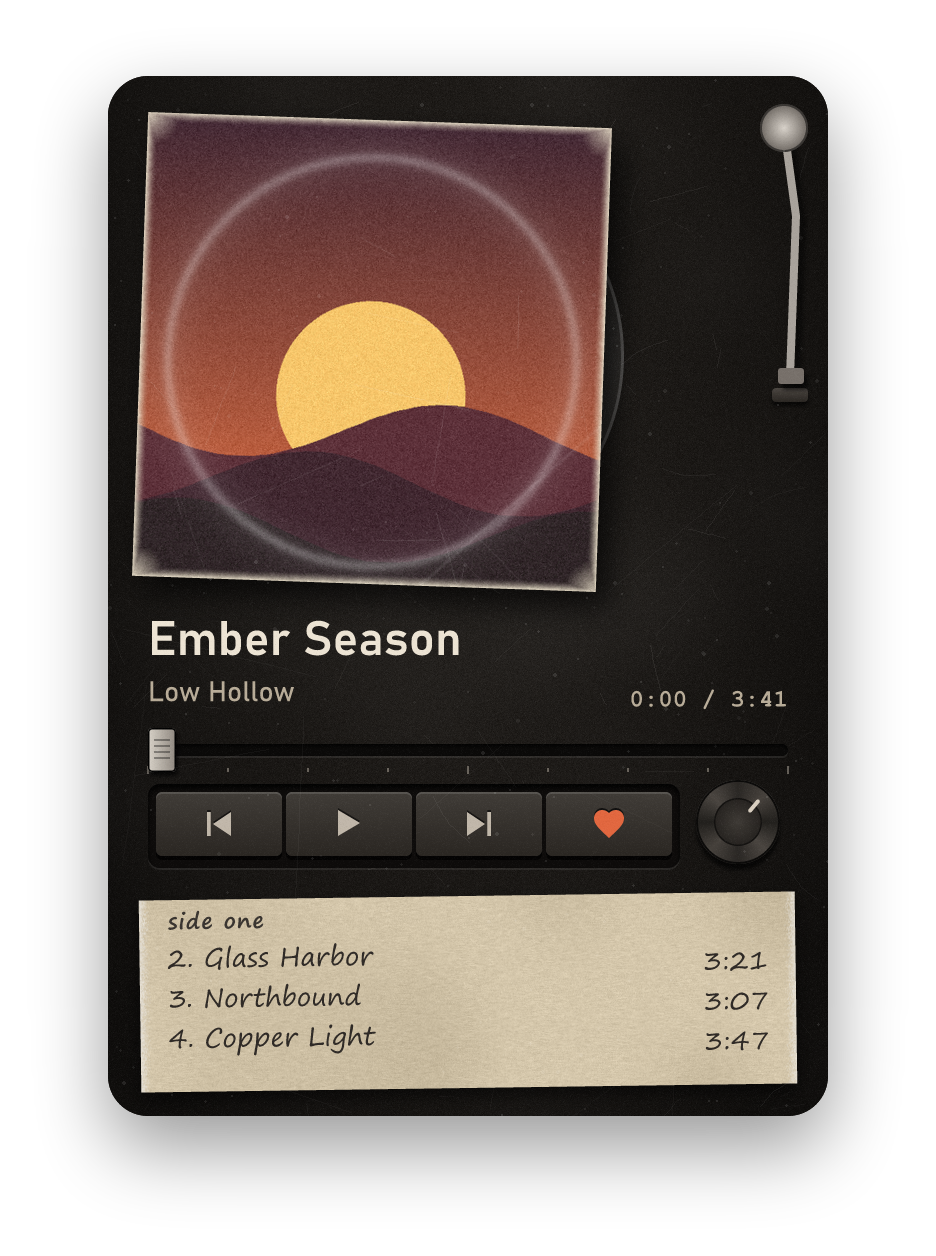 Ember Season
Low Hollow
0:00 / 3:41
side one
2. Glass Harbor 3:21
3. Northbound 3:07
4. Copper Light 3:47